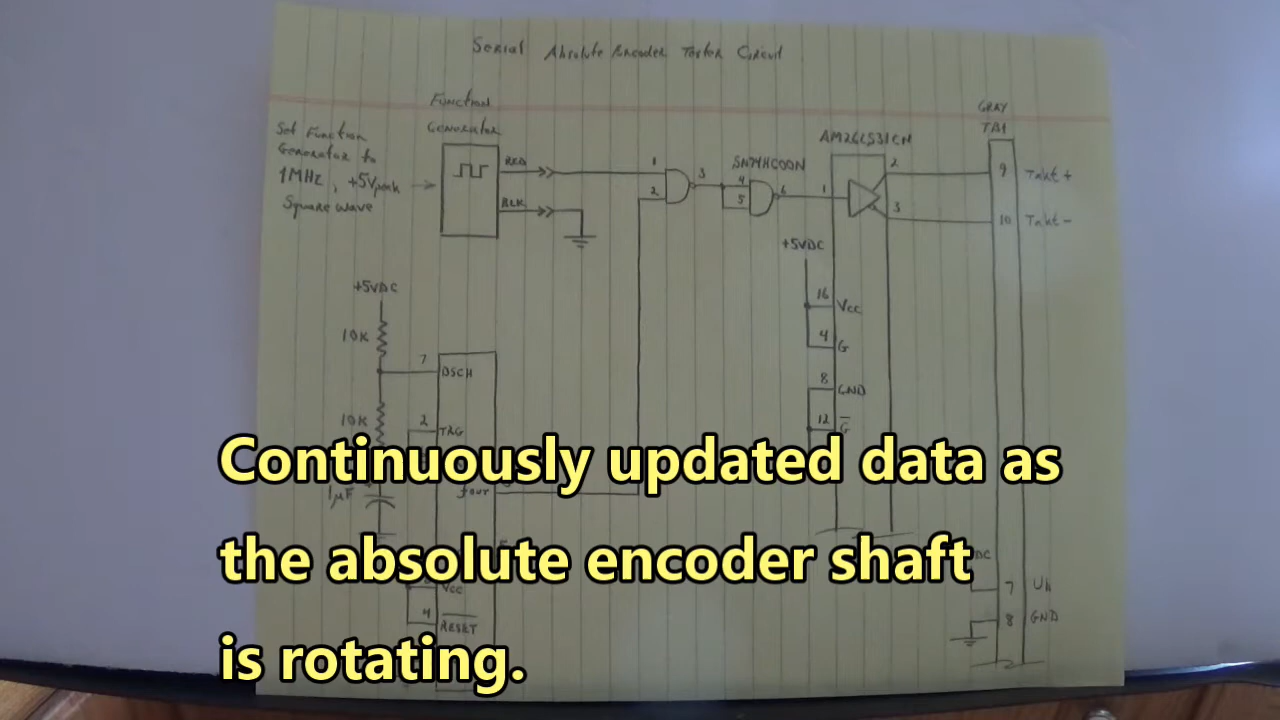 Serial Absolute Encoder Tester Circuit
Function
Generator
Set Function
Generator to
1MHz, +5Vpeak
Square wave
RED
BLK
1
2
3
SN74HC00N
4
5
6
AM26LS31CN
1
2
3
GRAY
TB1
9 Takt +
10 Takt -
+5VDC
16 Vcc
4 G
8 GND
12 G
+5VDC
10K
7 DSCH
10K
2 TRG
1µF
fout
Vcc
4 RESET
DC
7
8 GND
Continuously updated data as
the absolute encoder shaft
is rotating.